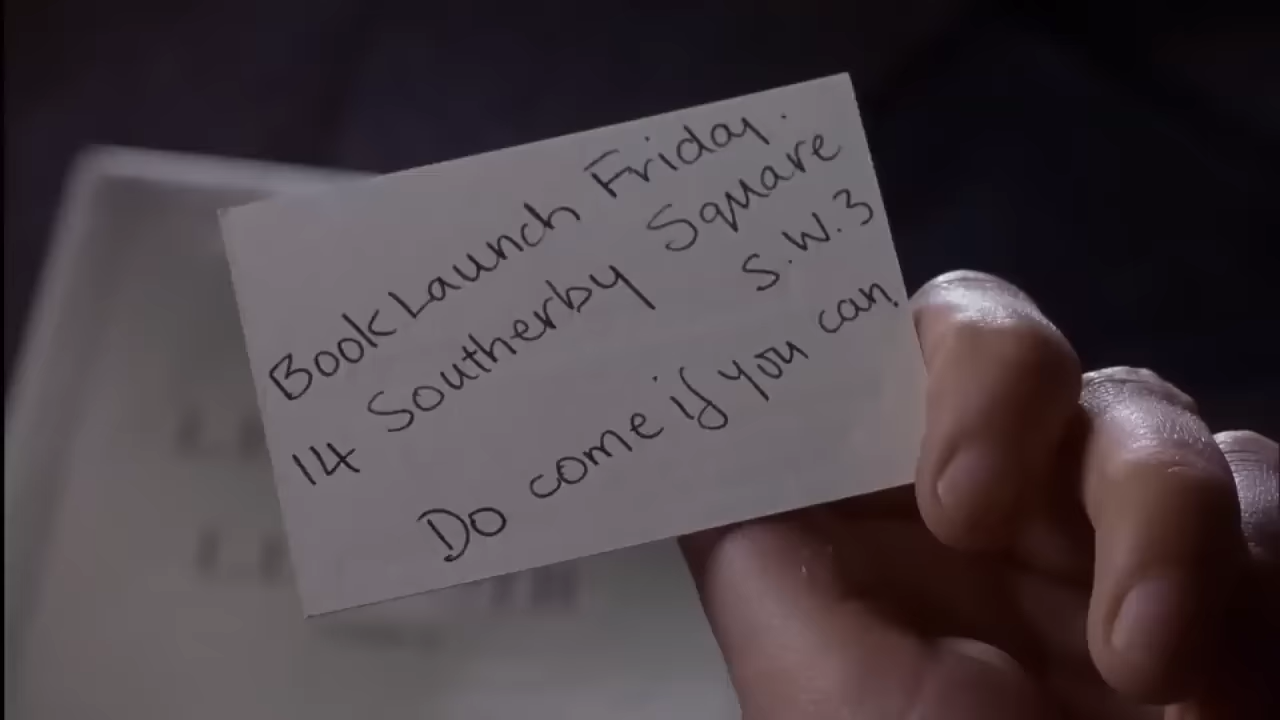 Book Launch Friday.
14 Southerby Square
S.W.3
Do come if you can.